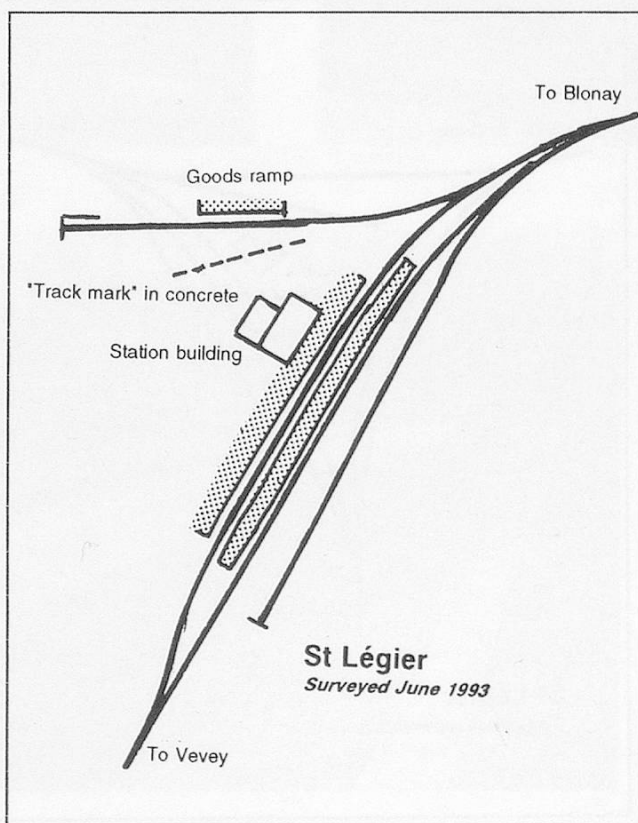 To Blonay
Goods ramp
"Track mark" in concrete
Station building
St Légier
Surveyed June 1993
To Vevey